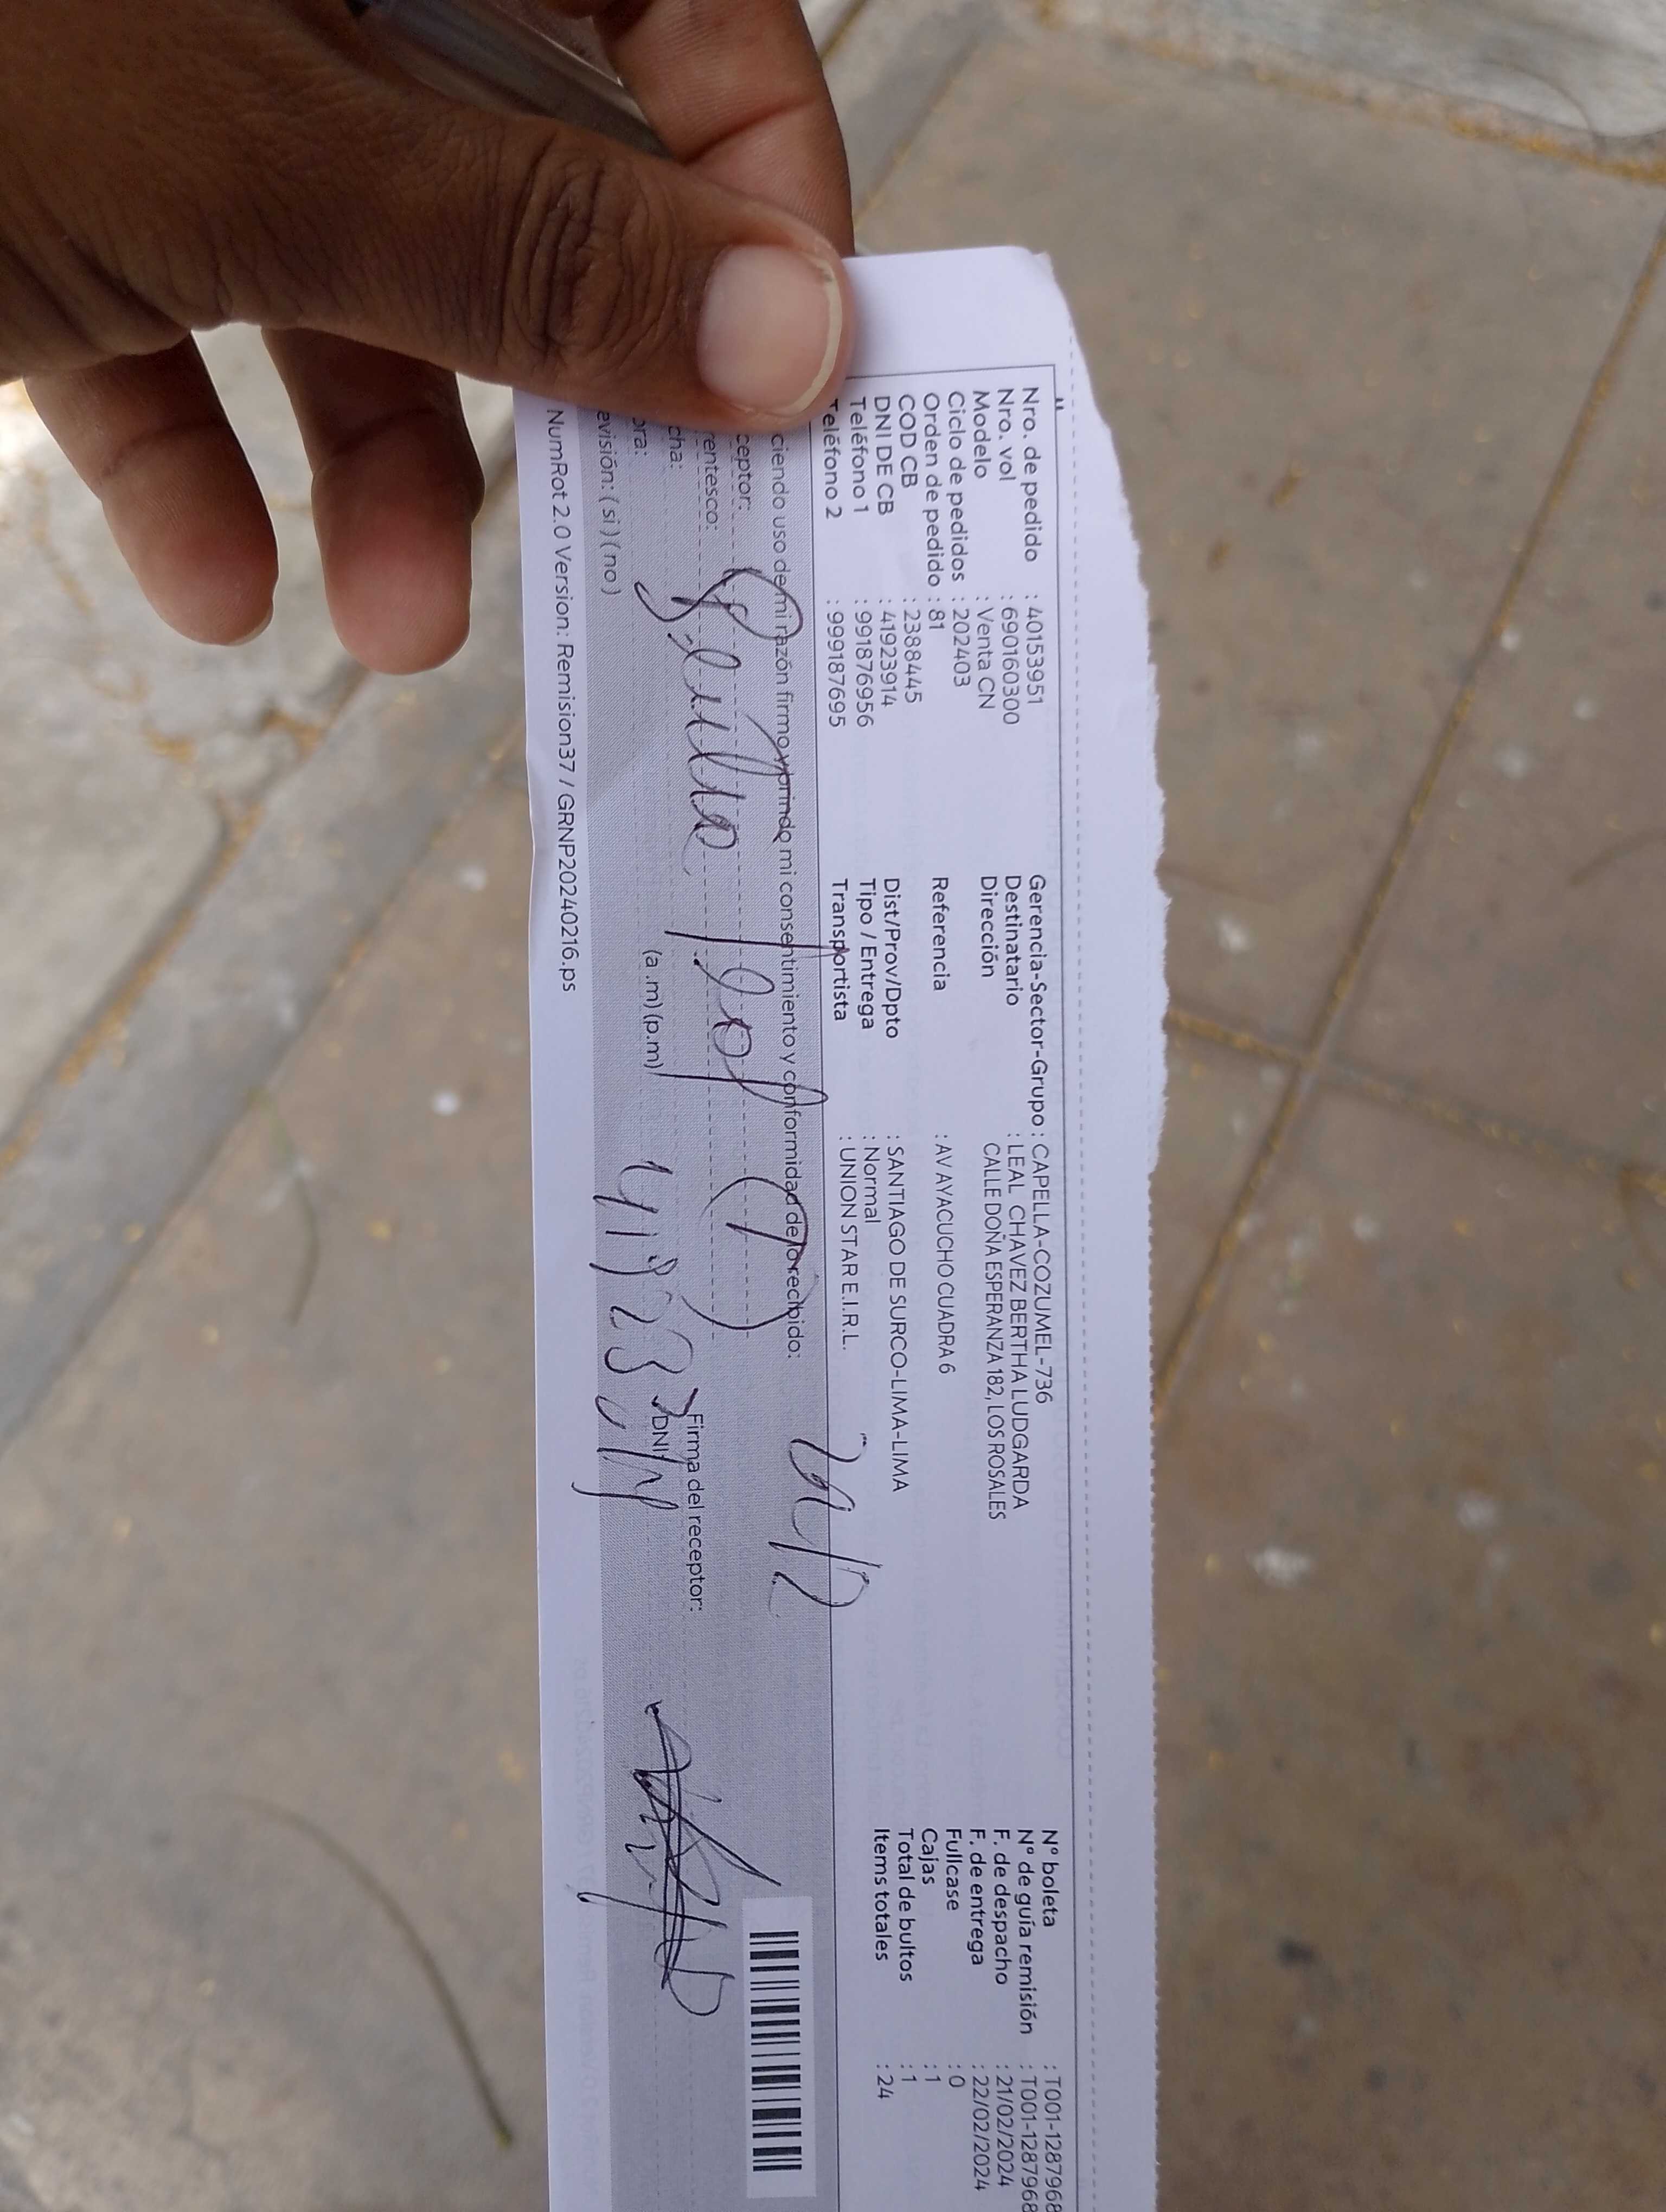 Nro. de pedido : 40153951
Nro. vol : 690160300
Modelo : Venta CN
Ciclo de pedidos : 202403
Orden de pedido : 81
COD CB : 2388445
DNI DE CB : 41923914
Teléfono 1 : 991876956
Teléfono 2 : 999187695
Gerencia-Sector-Grupo : CAPELLA-COZUMEL-736
Destinatario : LEAL CHAVEZ BERTHA LUDGARDA
Dirección CALLE DOÑA ESPERANZA 182, LOS ROSALES
Referencia : AV AYACUCHO CUADRA 6
Dist/Prov/Dpto : SANTIAGO DE SURCO-LIMA-LIMA
Tipo / Entrega : Normal
Transportista : UNION STAR E.I.R.L.
N° boleta : T001-1287968
N° de guía remisión : T001-1287968
F. de despacho : 21/02/2024
F. de entrega : 22/02/2024
Fullcase : 0
Cajas : 1
Total de bultos : 1
Items totales : 24
ciendo uso de mi razón firmo y brindo mi consentimiento y conformidad de lo recibido:
ceptor:
rentesco:
cha:
ora: (a .m) (p.m)
evisión: ( si ) ( no )
Firma del receptor:
DNI:
NumRot 2.0 Version: Remision37 / GRNP20240216.ps